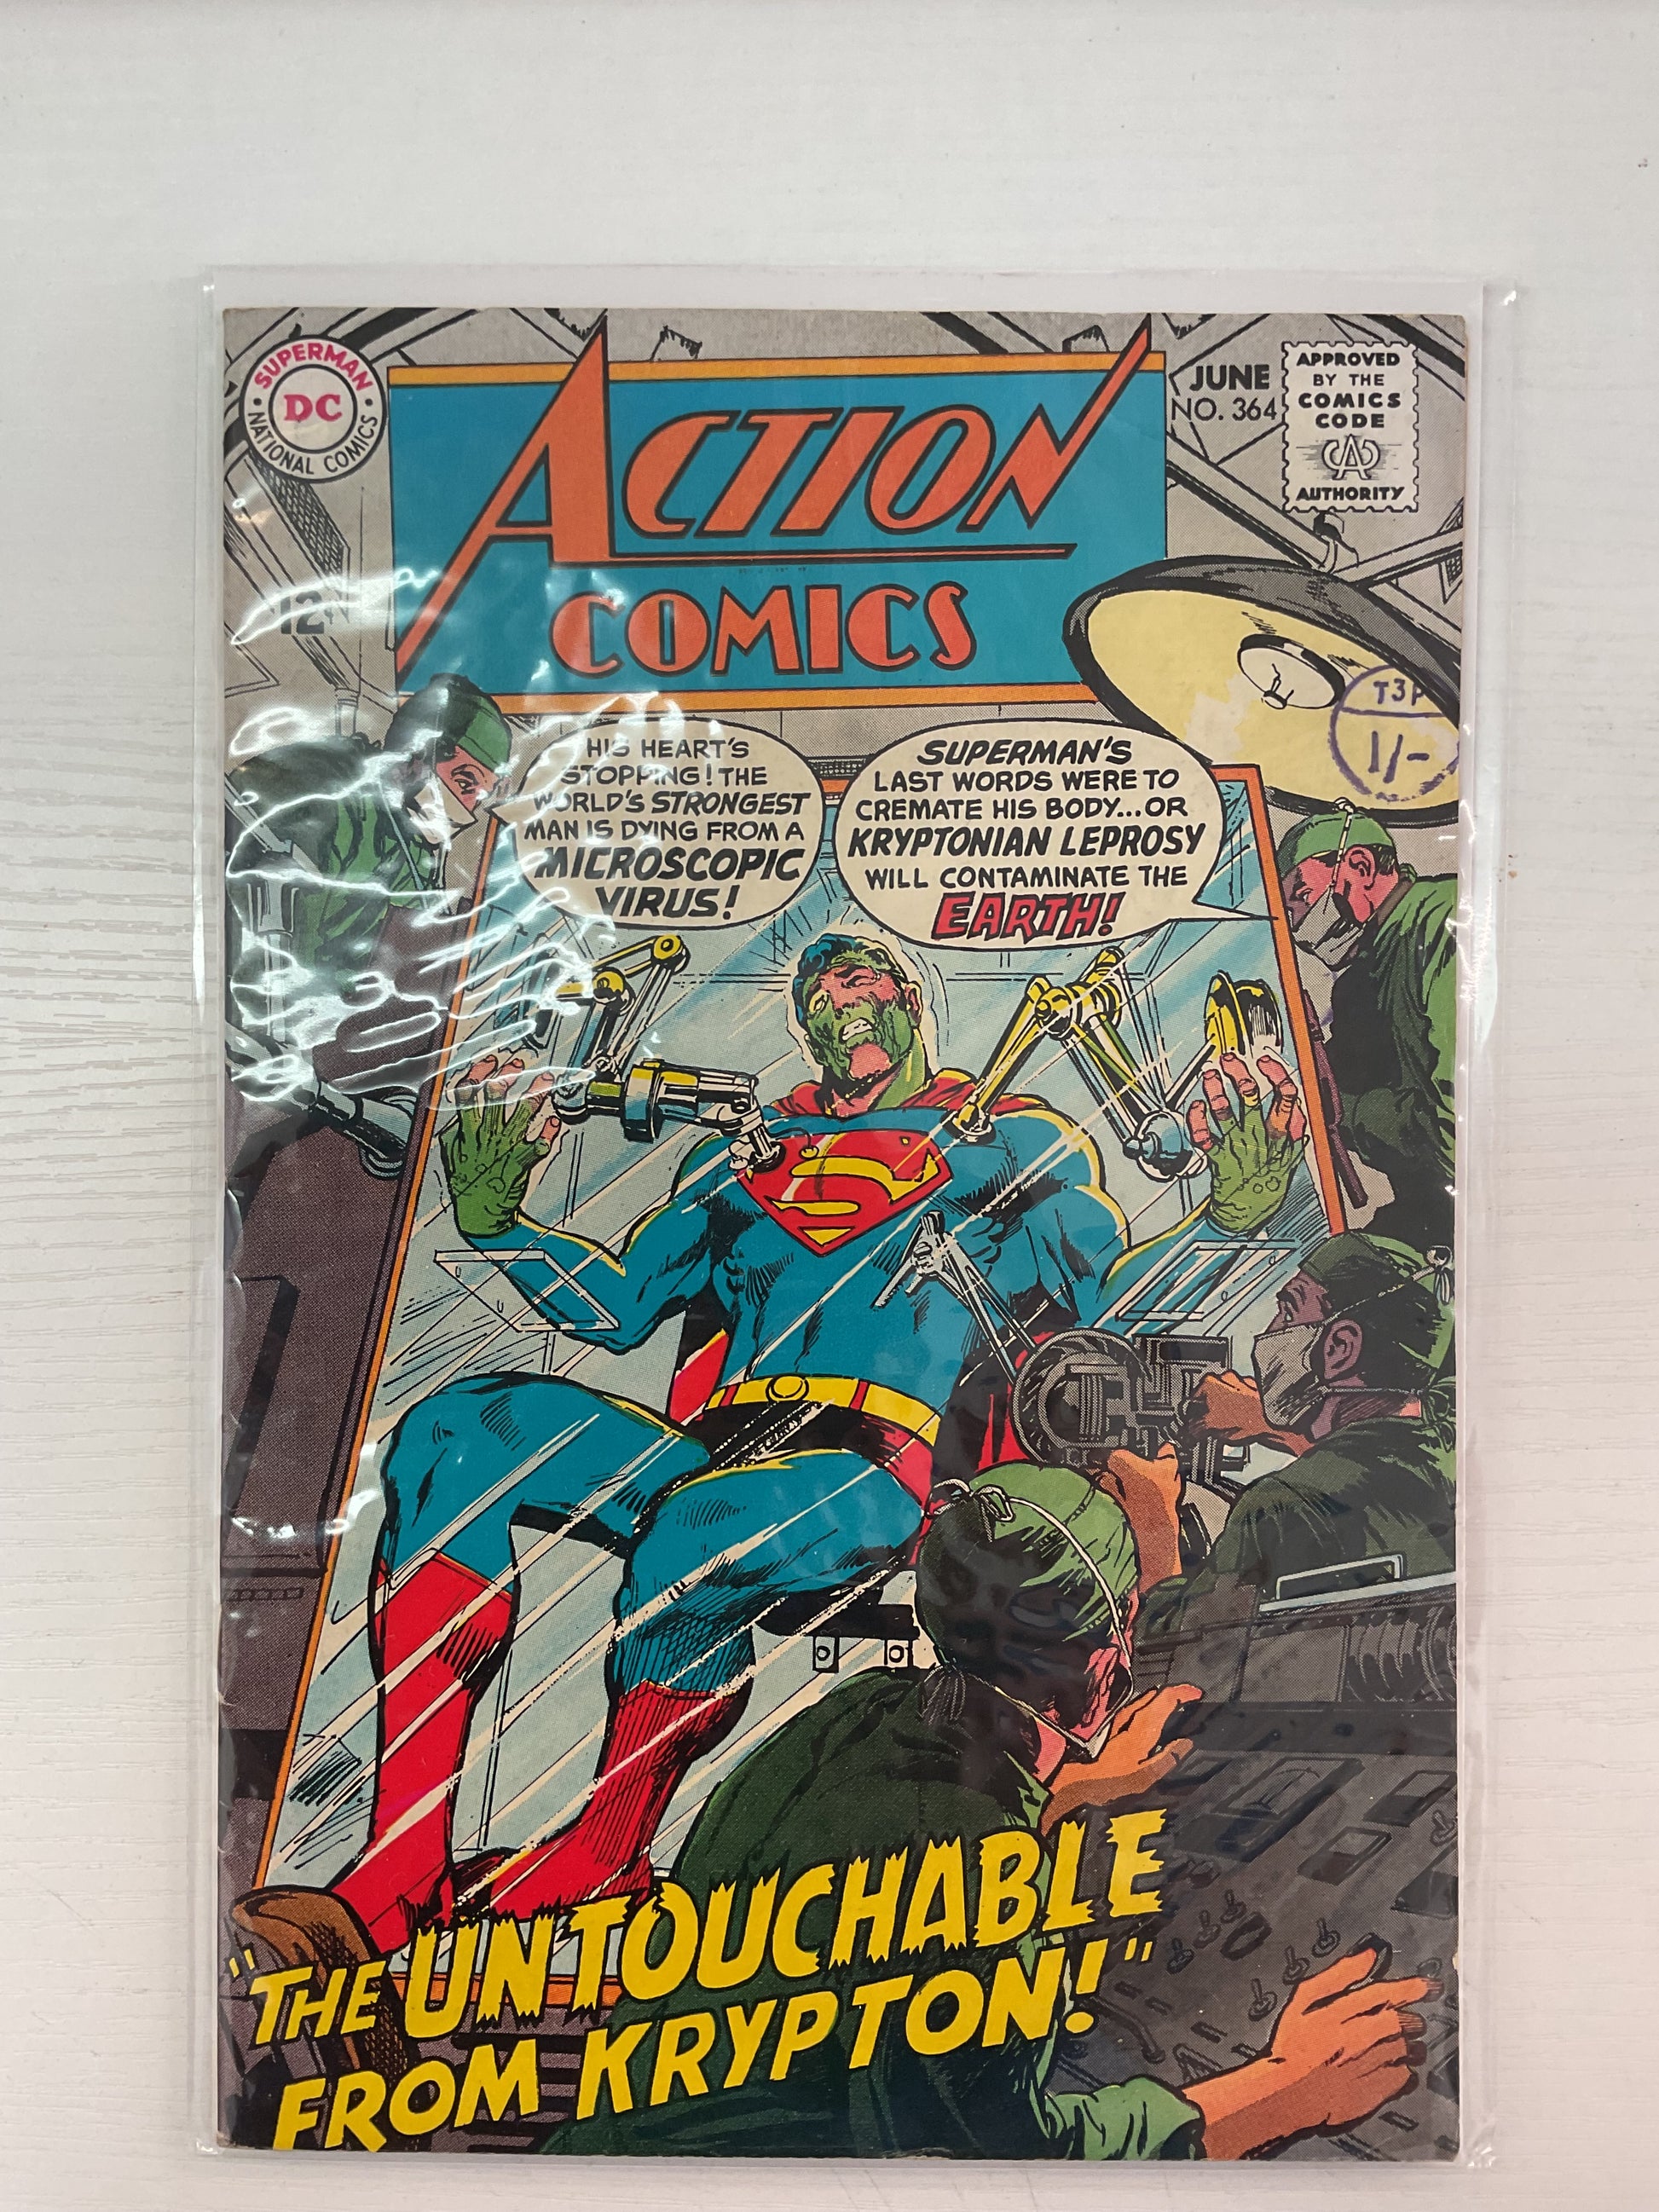 SUPERMAN
DC
NATIONAL COMICS
ACTION
COMICS
JUNE
NO. 364
APPROVED
BY THE
COMICS
CODE
CA
AUTHORITY
12¢
T3P
1/-
HIS HEART'S
STOPPING! THE
WORLD'S STRONGEST
MAN IS DYING FROM A
MICROSCOPIC
VIRUS!
SUPERMAN'S
LAST WORDS WERE TO
CREMATE HIS BODY...OR
KRYPTONIAN LEPROSY
WILL CONTAMINATE THE
EARTH!
S
"THE UNTOUCHABLE
FROM KRYPTON!"